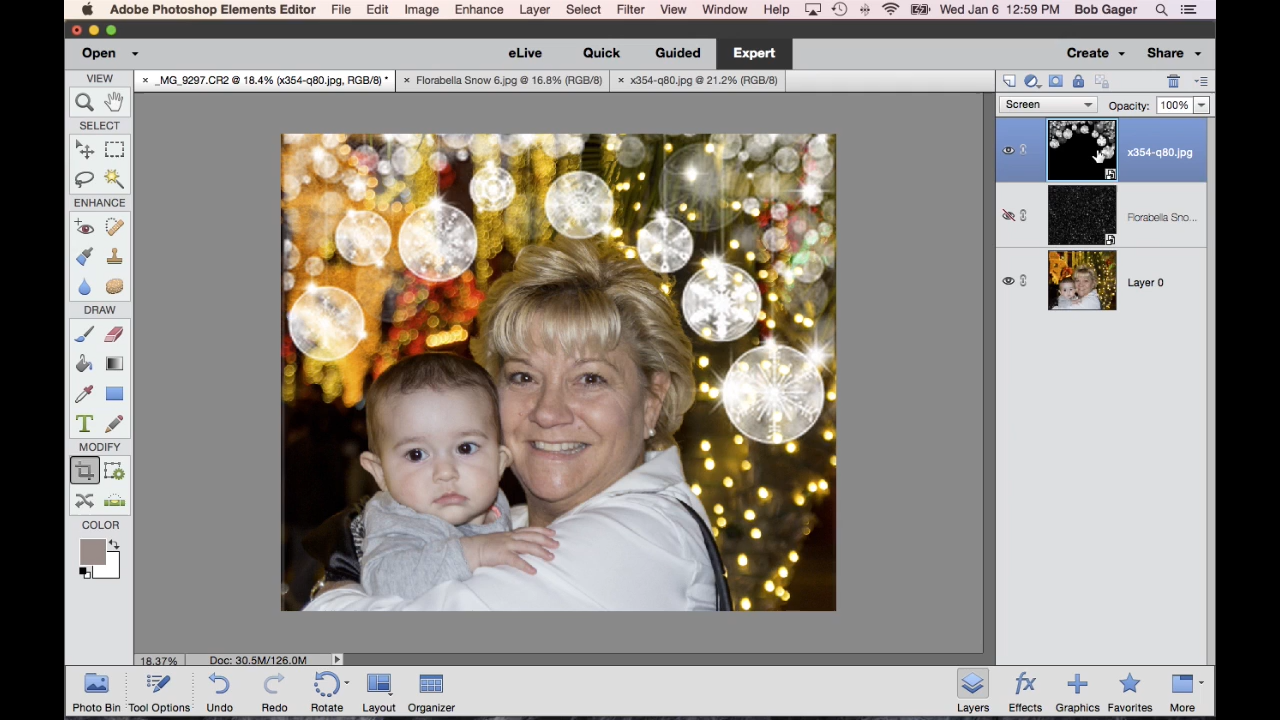 Adobe Photoshop Elements Editor File Edit Image Enhance Layer Select Filter View Window Help Wed Jan 6 12:59 PM Bob Gager
Open eLive Quick Guided Expert Create Share
VIEW × _MG_9297.CR2 @ 18.4% (x354-q80.jpg, RGB/8) * × Florabella Snow 6.jpg @ 16.8% (RGB/8) × x354-q80.jpg @ 21.2% (RGB/8)
Screen Opacity: 100%
SELECT
x354-q80.jpg
ENHANCE
Florabella Sno...
Layer 0
DRAW
T
MODIFY
COLOR
18.37% Doc: 30.5M/126.0M
fx
Photo Bin Tool Options Undo Redo Rotate Layout Organizer Layers Effects Graphics Favorites More